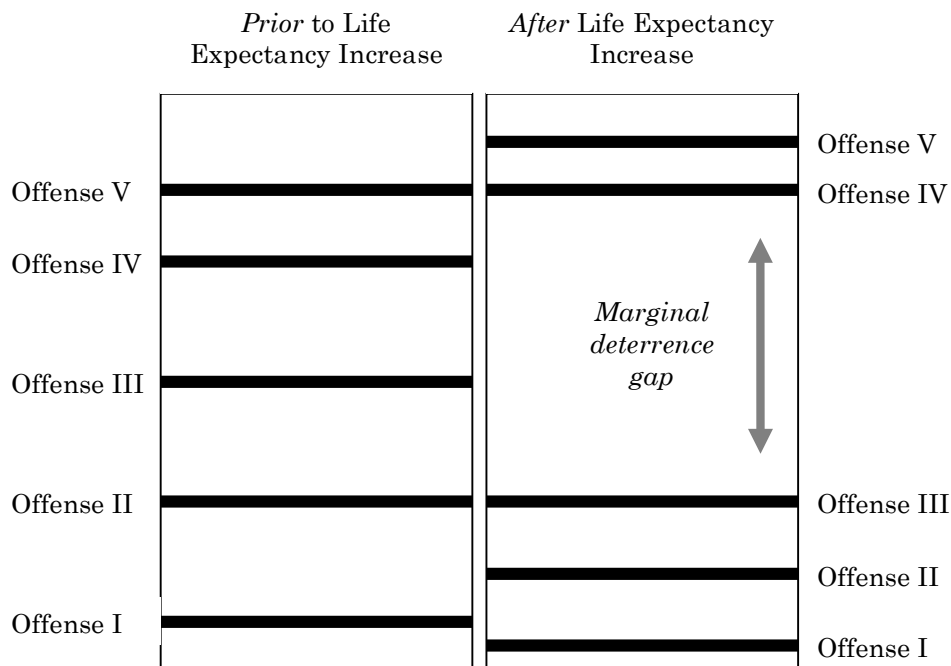 Prior to Life
Expectancy Increase
After Life Expectancy
Increase
Offense V
Offense IV
Offense III
Offense II
Offense I
Marginal
deterrence
gap
Offense V
Offense IV
Offense III
Offense II
Offense I